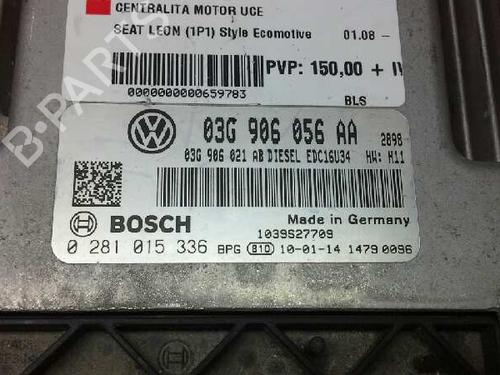 CENTRALITA MOTOR UCE
SEAT LEON (1P1) Style Ecomotive 01.08 -
PVP: 150,00 + IV
0000000000659783
BLS
B-PARTS
03G 906 056 AA 2898
03G 906 021 AB DIESEL EDC16U34 HW: H11
BOSCH
Made in Germany
1039S27709
0 281 015 336 BPG 81D 10-01-14 1479 0096